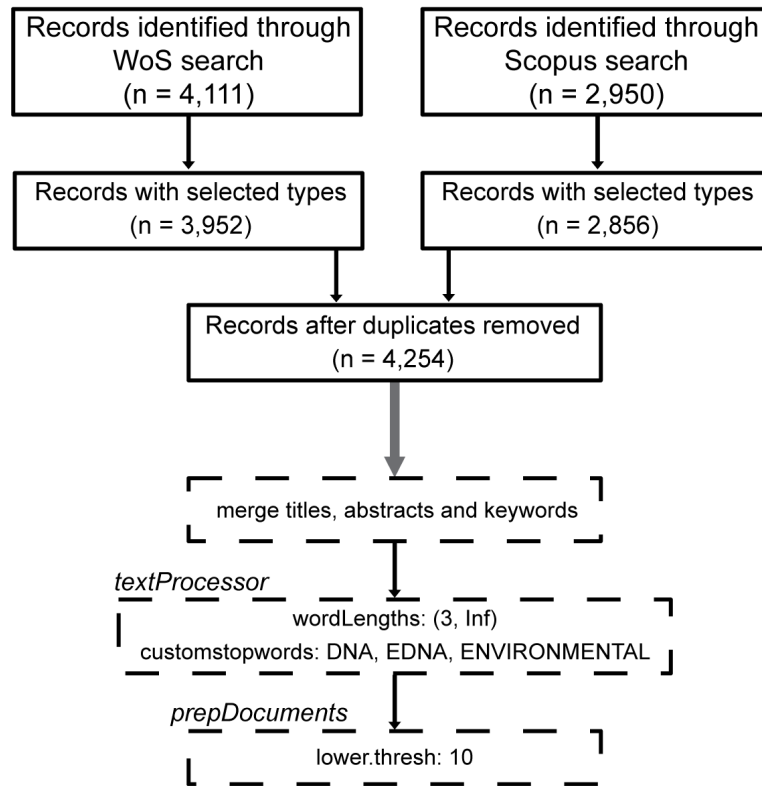 Records identified through
WoS search
(n = 4,111)
Records identified through
Scopus search
(n = 2,950)
Records with selected types
(n = 3,952)
Records with selected types
(n = 2,856)
Records after duplicates removed
(n = 4,254)
merge titles, abstracts and keywords
textProcessor
wordLengths: (3, Inf)
customstopwords: DNA, EDNA, ENVIRONMENTAL
prepDocuments
lower.thresh: 10